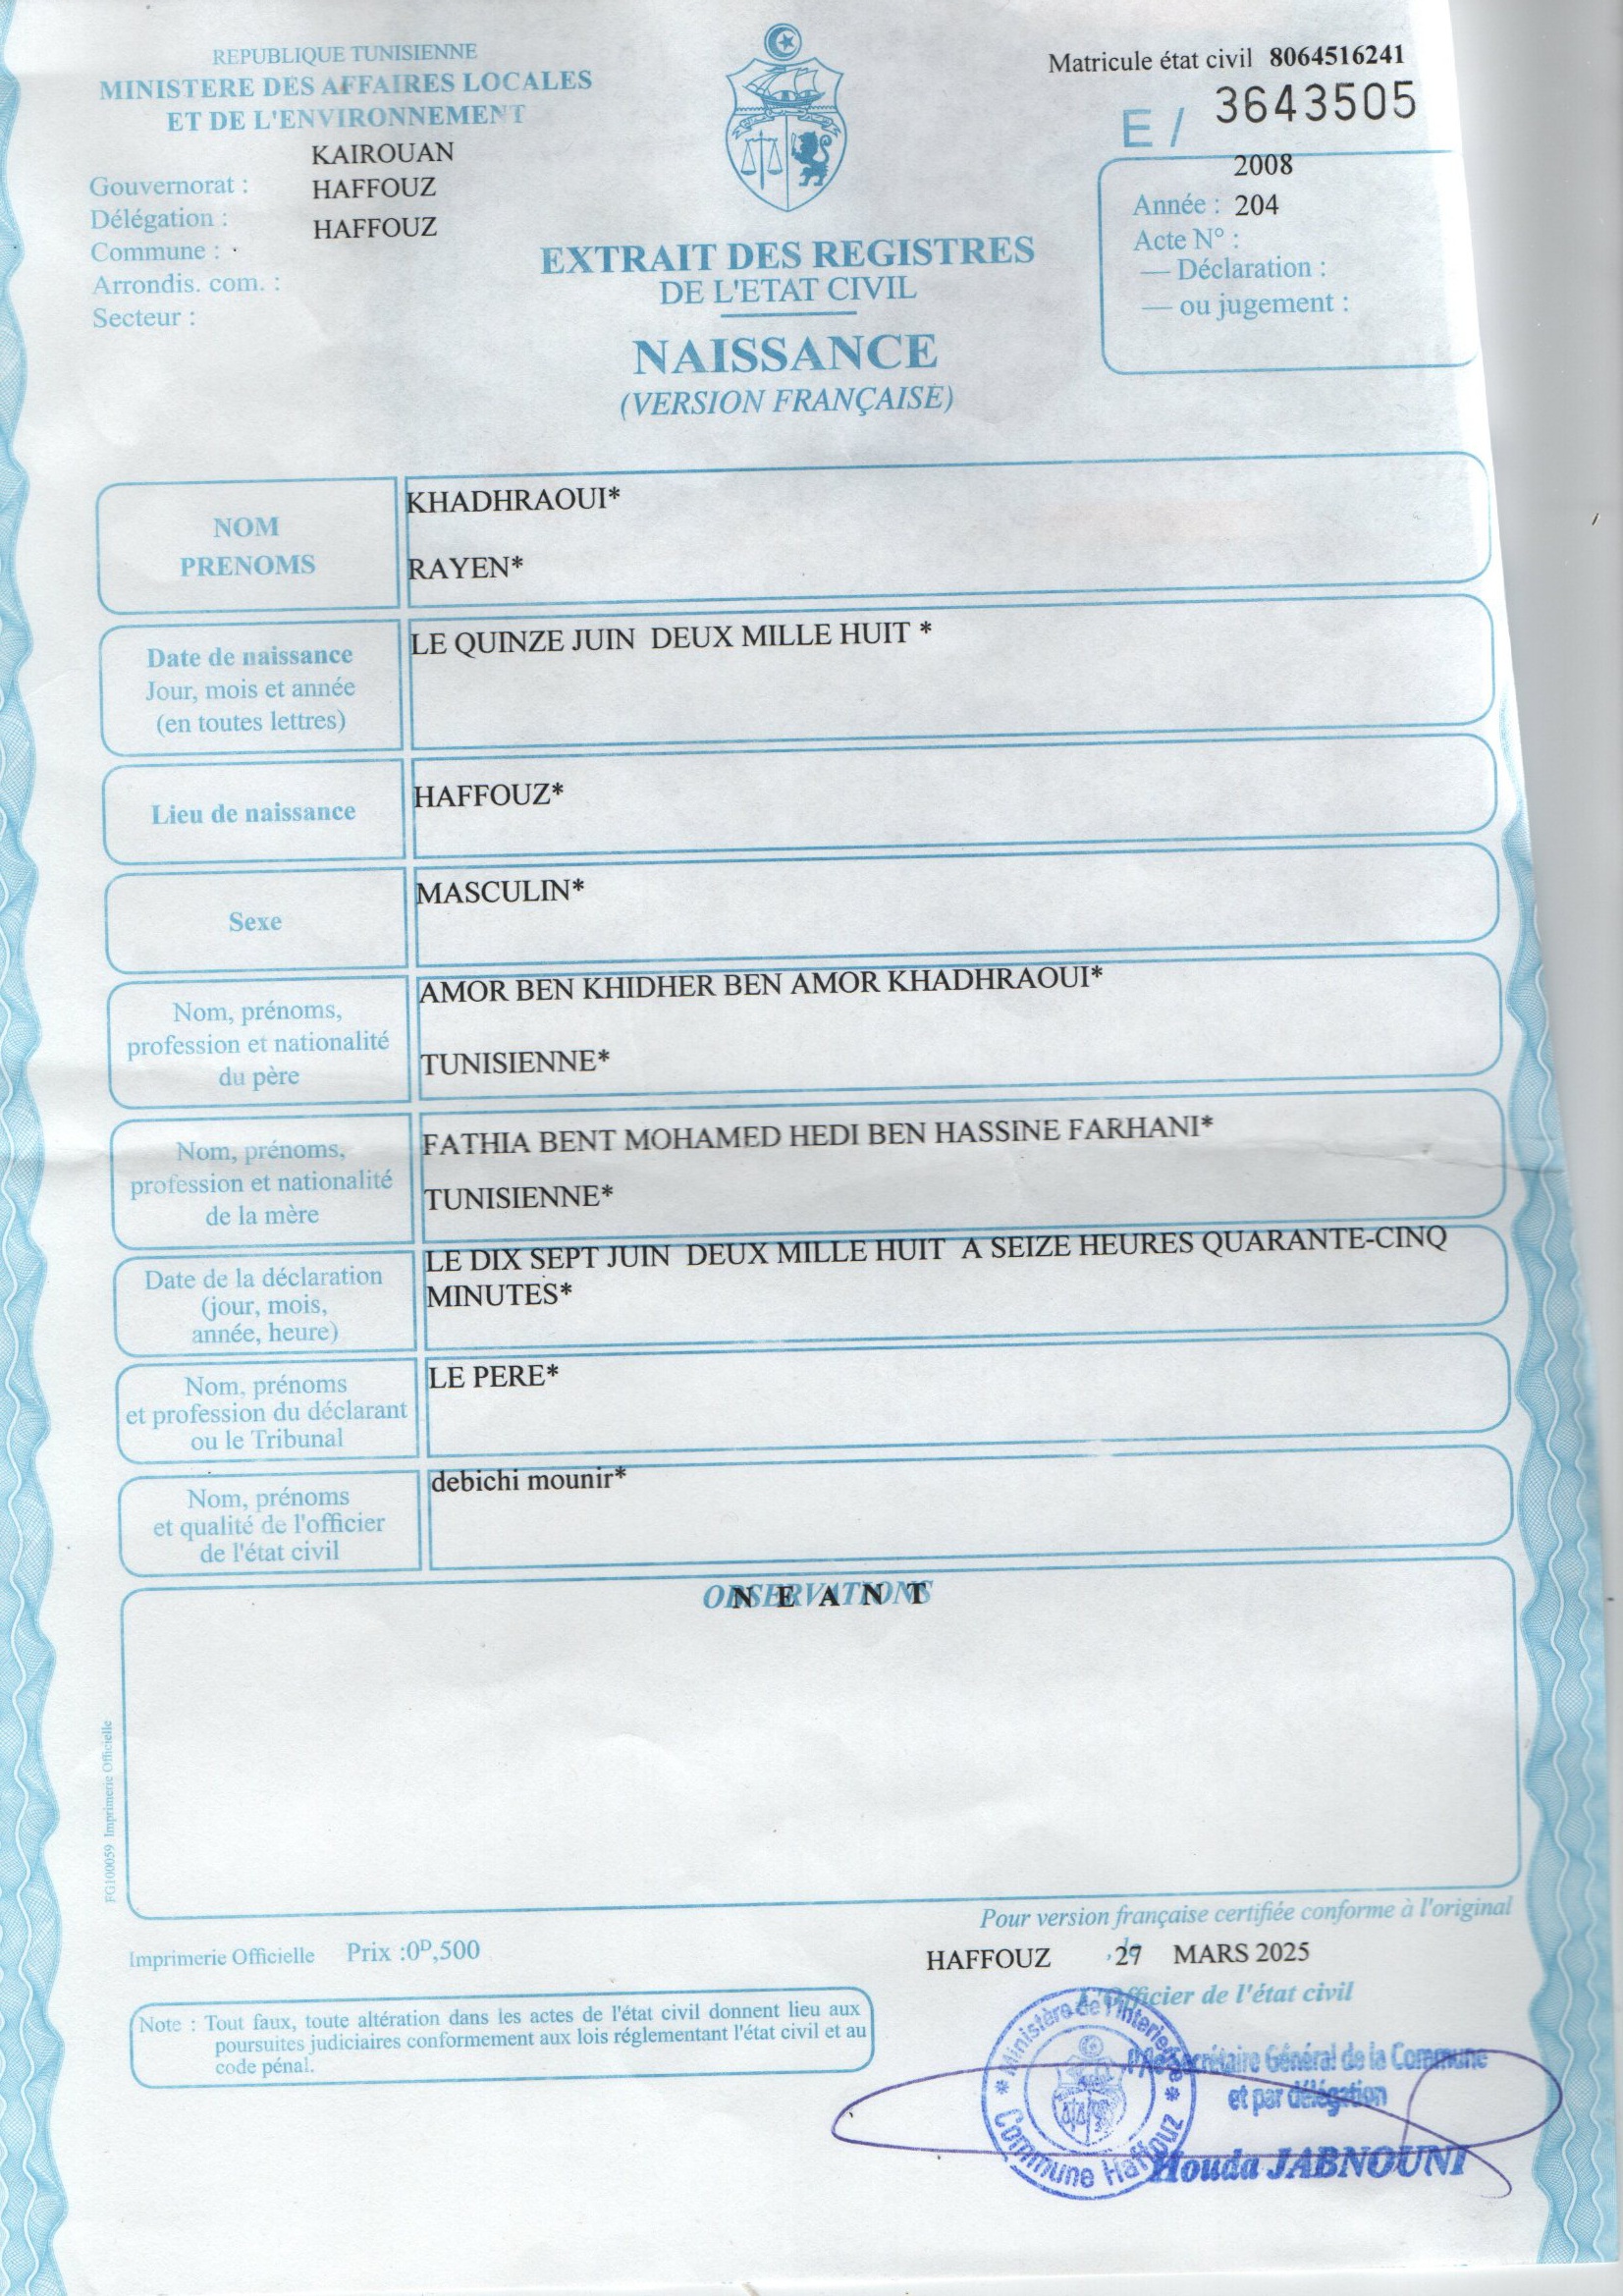 REPUBLIQUE TUNISIENNE
MINISTERE DES AFFAIRES LOCALES
ET DE L'ENVIRONNEMENT
KAIROUAN
Gouvernorat :
HAFFOUZ
Délégation :
HAFFOUZ
Commune :
Arrondis. com. :
Secteur :
Matricule état civil 8064516241
E / 3643505
2008
Année : 204
Acte N° :
— Déclaration :
— ou jugement :
EXTRAIT DES REGISTRES
DE L'ETAT CIVIL
NAISSANCE
(VERSION FRANÇAISE)
NOM
PRENOMS
KHADHRAOUI*
RAYEN*
Date de naissance
Jour, mois et année
(en toutes lettres)
LE QUINZE JUIN DEUX MILLE HUIT *
Lieu de naissance
HAFFOUZ*
Sexe
MASCULIN*
Nom, prénoms,
profession et nationalité
du père
AMOR BEN KHIDHER BEN AMOR KHADHRAOUI*
TUNISIENNE*
Nom, prénoms,
profession et nationalité
de la mère
FATHIA BENT MOHAMED HEDI BEN HASSINE FARHANI*
TUNISIENNE*
Date de la déclaration
(jour, mois,
année, heure)
LE DIX SEPT JUIN DEUX MILLE HUIT A SEIZE HEURES QUARANTE-CINQ
MINUTES*
Nom, prénoms
et profession du déclarant
ou le Tribunal
LE PERE*
Nom, prénoms
et qualité de l'officier
de l'état civil
debichi mounir*
OBSERVATIONS
N E A N T
FG100059 Imprimerie Officielle
Pour version française certifiée conforme à l'original
Imprimerie Officielle Prix :0ᴰ,500
HAFFOUZ ,le 27 MARS 2025
L'Officier de l'état civil
Note : Tout faux, toute altération dans les actes de l'état civil donnent lieu aux
poursuites judiciaires conformement aux lois réglementant l'état civil et au
code pénal.
* Ministère de l'Interieure *
Commune Haffouz
Secrétaire Général de la Commune
et par délégation
Houda JABNOUNI